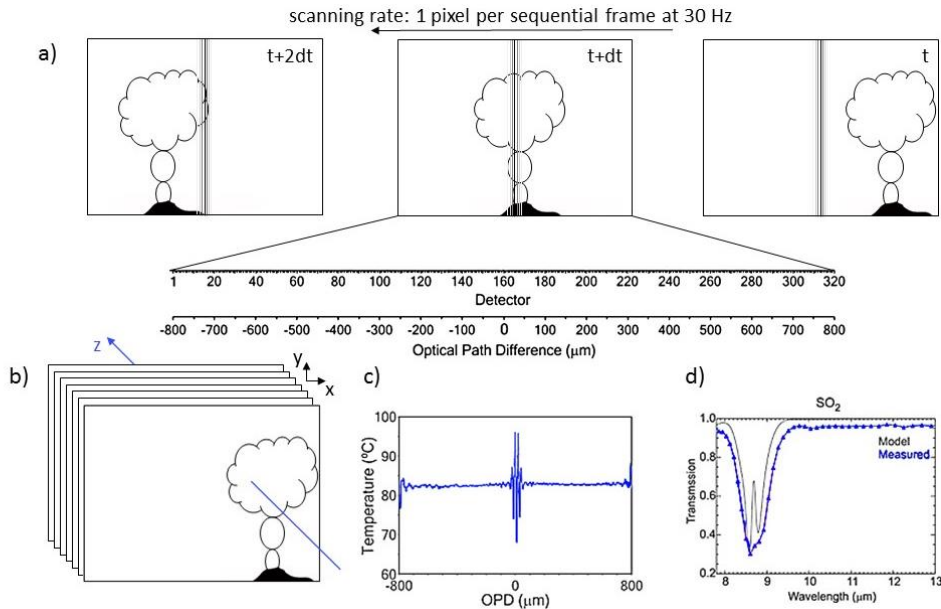 scanning rate: 1 pixel per sequential frame at 30 Hz
a)
t+2dt
t+dt
t
1 20 40 60 80 100 120 140 160 180 200 220 240 260 280 300 320
Detector
-800 -700 -600 -500 -400 -300 -200 -100 0 100 200 300 400 500 600 700 800
Optical Path Difference (μm)
b)
z
y
x
c)
Temperature (ºC)
100
90
80
70
60
-800 0 800
OPD (μm)
d)
SO₂
Transmssion
1.0
0.8
0.6
0.4
0.2
Model
Measured
8 9 10 11 12 13
Wavelength (μm)